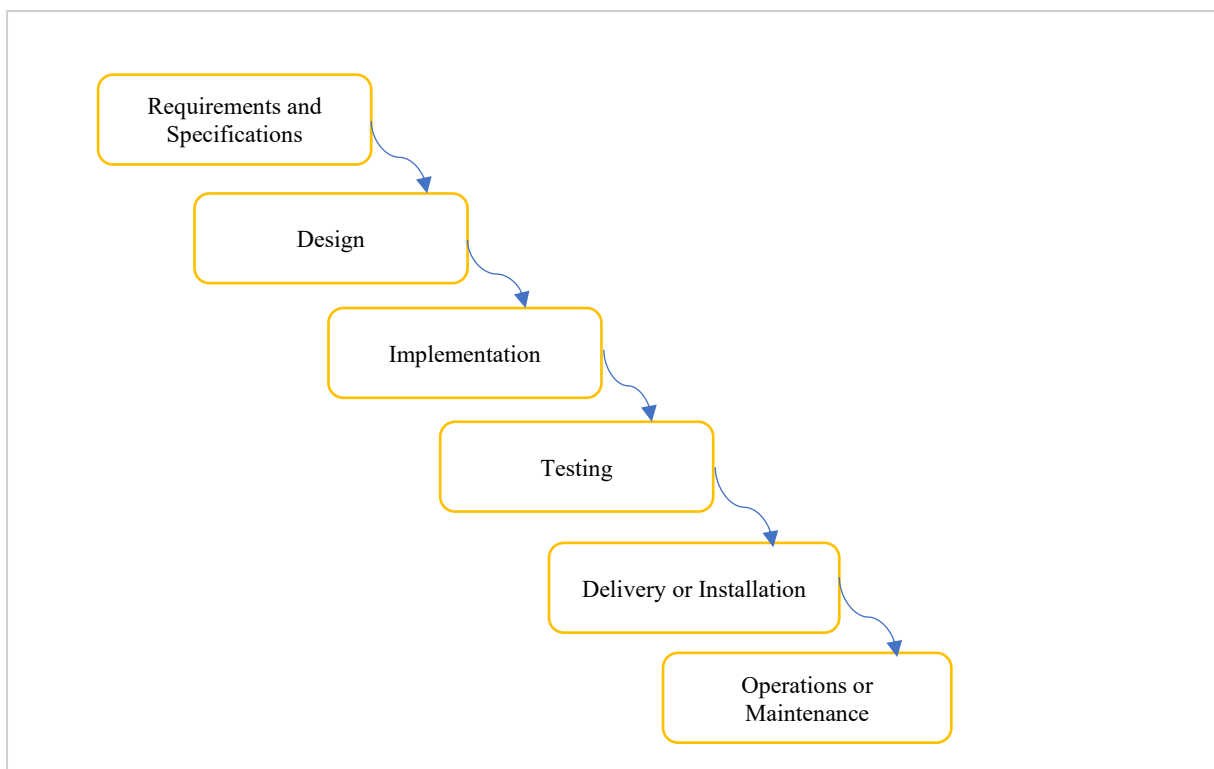 Requirements and
Specifications
Design
Implementation
Testing
Delivery or Installation
Operations or
Maintenance